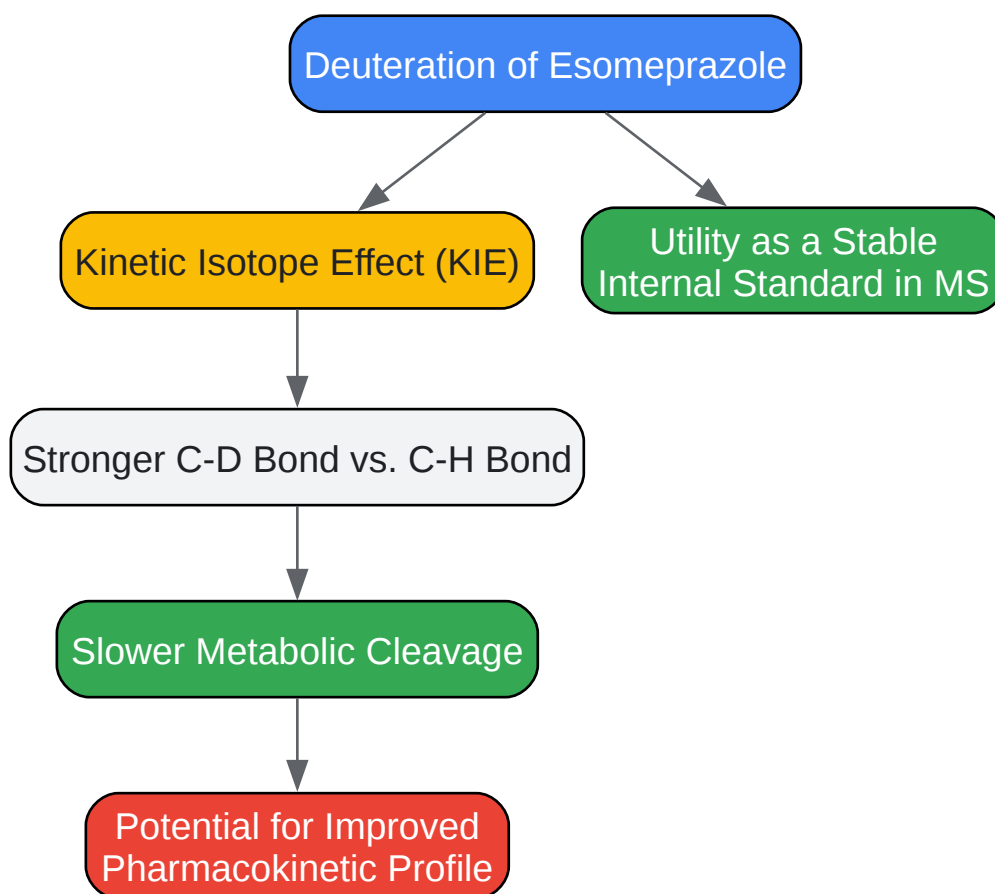 Deuteration of Esomeprazole
Kinetic Isotope Effect (KIE)
Utility as a Stable
Internal Standard in MS
Stronger C-D Bond vs. C-H Bond
Slower Metabolic Cleavage
Potential for Improved
Pharmacokinetic Profile